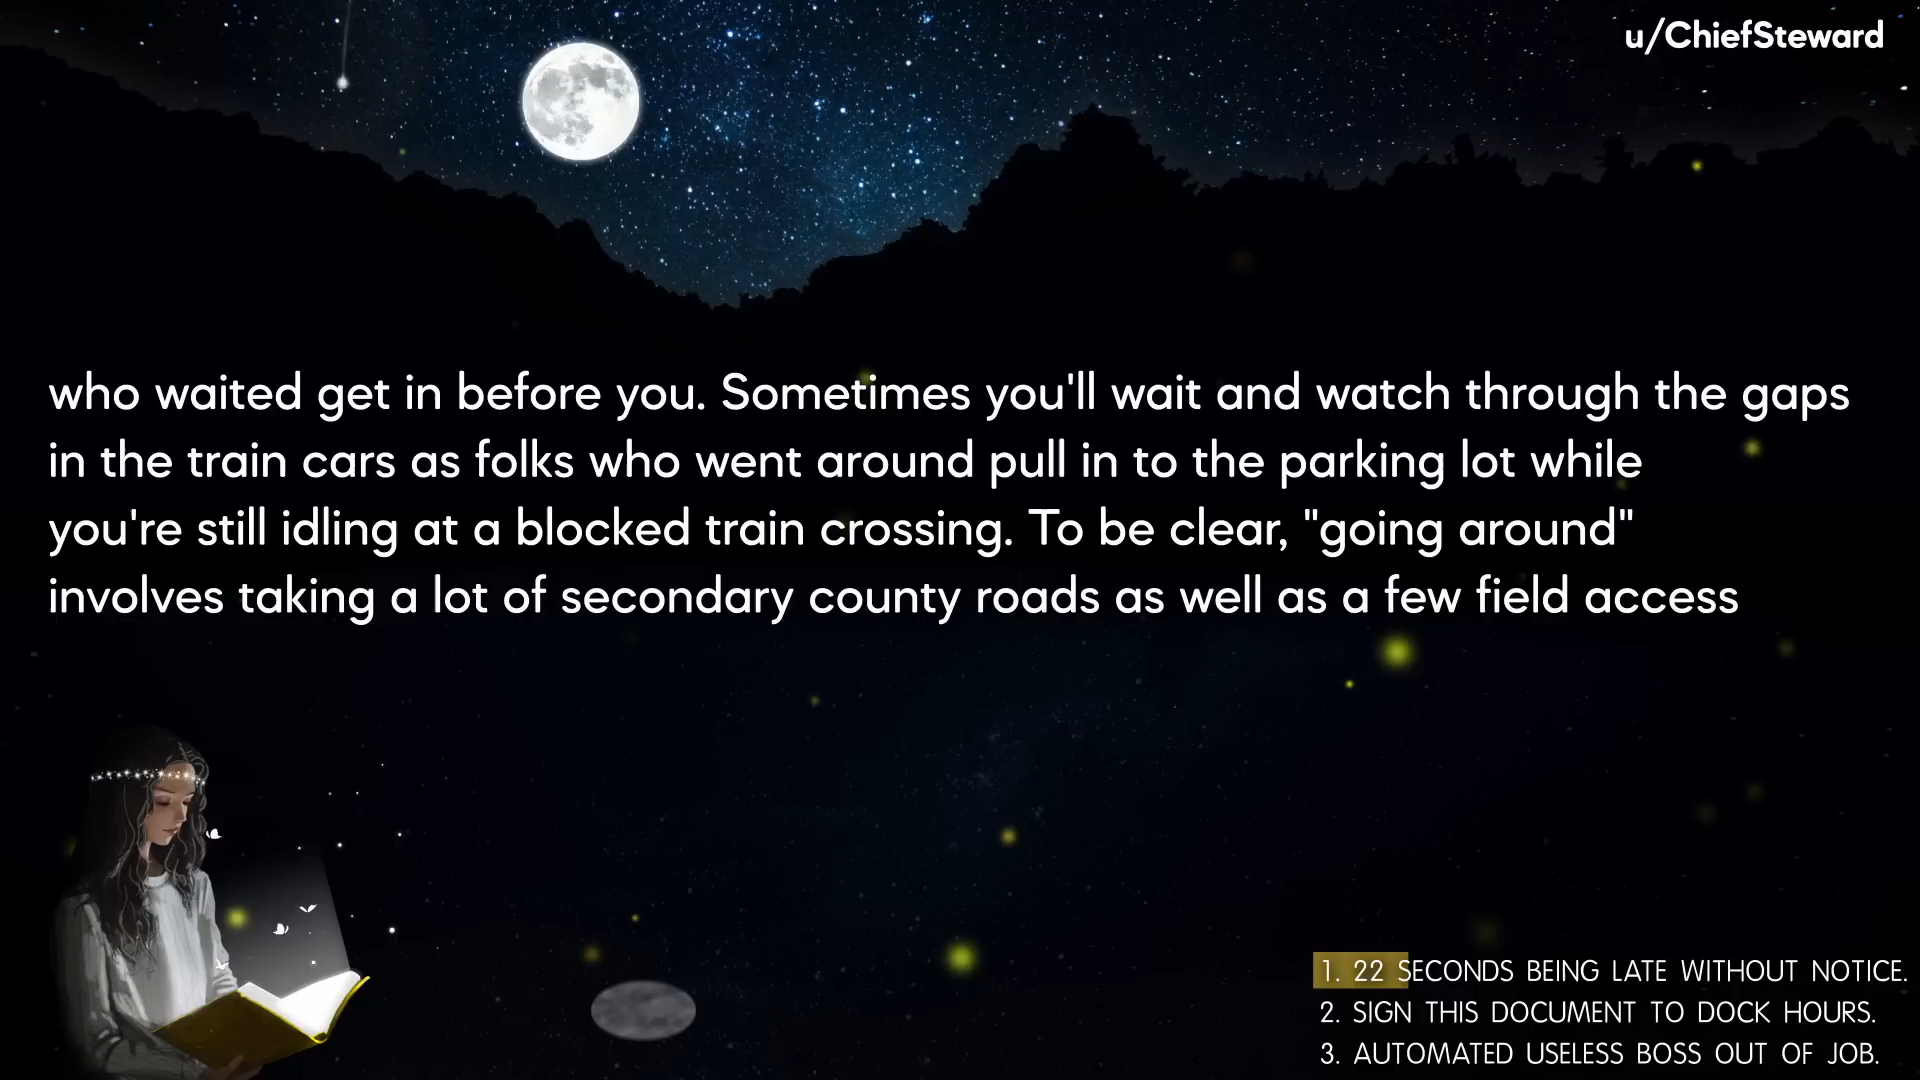 u/ChiefSteward
who waited get in before you. Sometimes you'll wait and watch through the gaps
in the train cars as folks who went around pull in to the parking lot while
you're still idling at a blocked train crossing. To be clear, "going around"
involves taking a lot of secondary county roads as well as a few field access
1. 22 SECONDS BEING LATE WITHOUT NOTICE.
2. SIGN THIS DOCUMENT TO DOCK HOURS.
3. AUTOMATED USELESS BOSS OUT OF JOB.